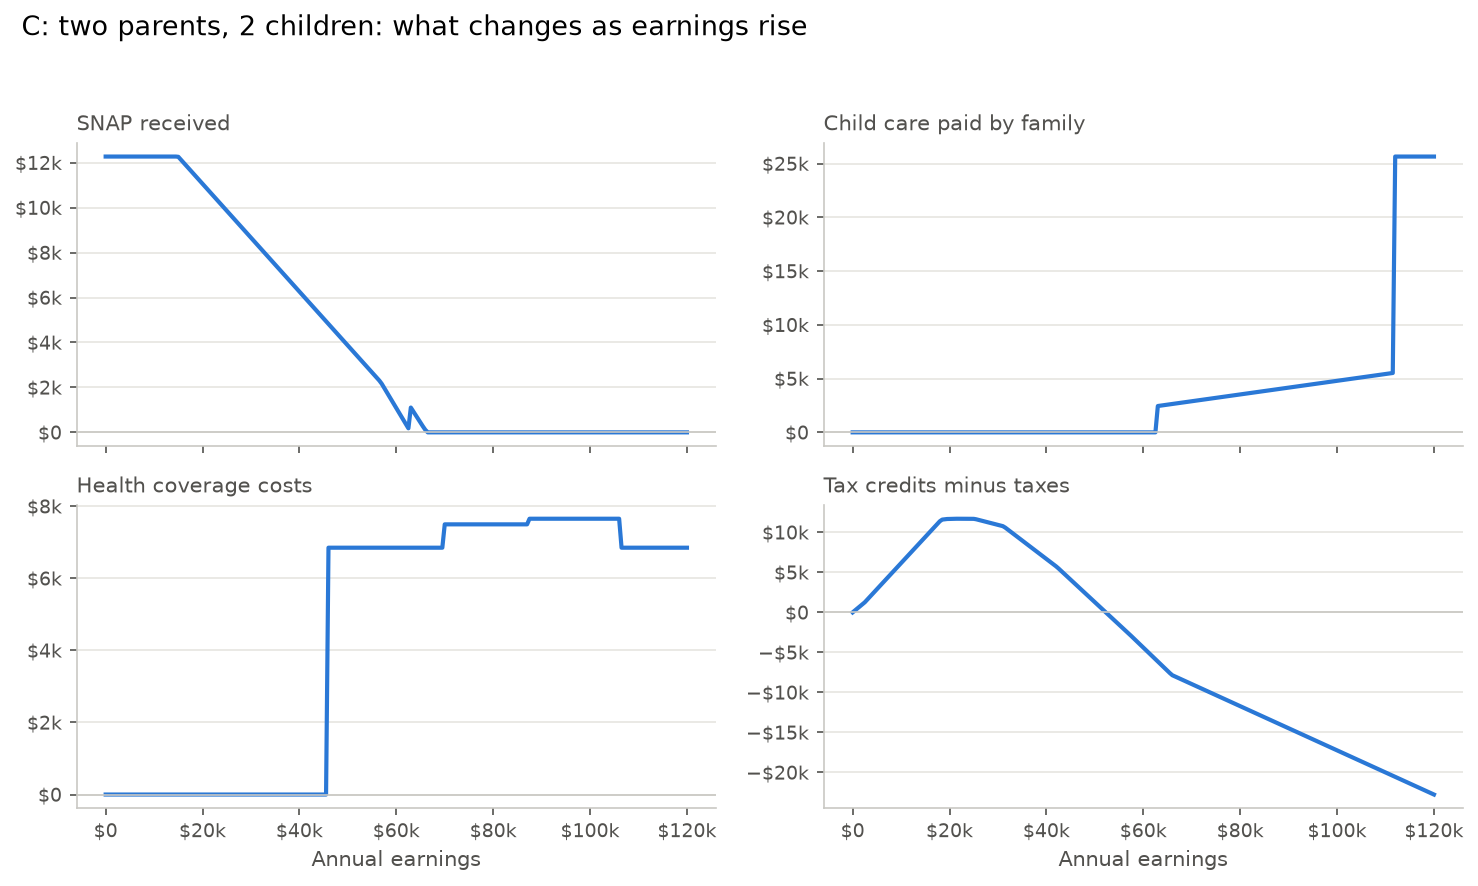 C: two parents, 2 children: what changes as earnings rise
SNAP received
$12k
$10k
$8k
$6k
$4k
$2k
$0
Child care paid by family
$25k
$20k
$15k
$10k
$5k
$0
Health coverage costs
$8k
$6k
$4k
$2k
$0
$0 $20k $40k $60k $80k $100k $120k
Annual earnings
Tax credits minus taxes
$10k
$5k
$0
−$5k
−$10k
−$15k
−$20k
$0 $20k $40k $60k $80k $100k $120k
Annual earnings